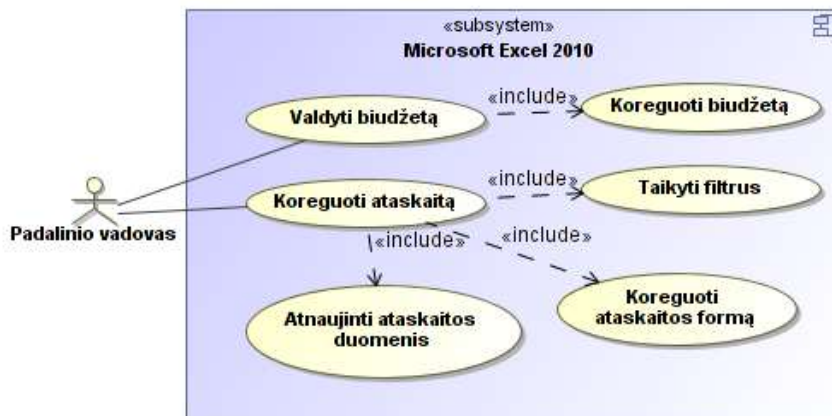 «subsystem»
Microsoft Excel 2010
Valdyti biudžetą
«include»
Koreguoti biudžetą
Koreguoti ataskaitą
«include»
Taikyti filtrus
Padalinio vadovas
«include»
«include»
Atnaujinti ataskaitos
duomenis
Koreguoti
ataskaitos formą